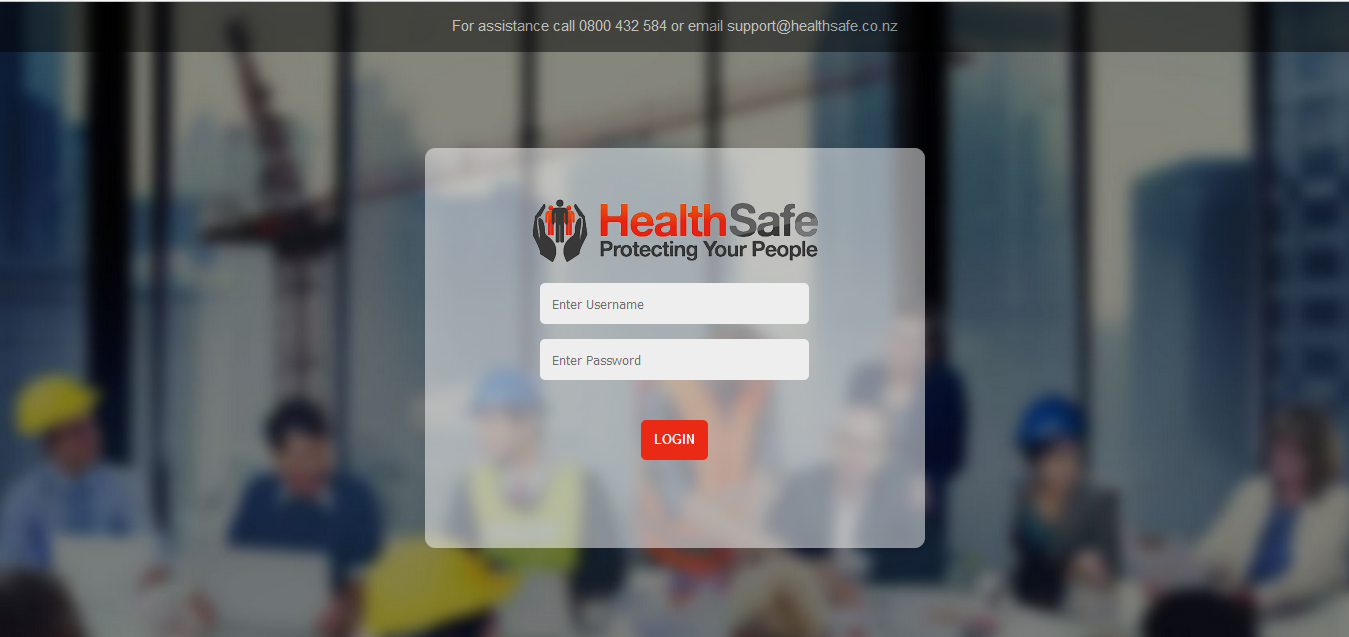 For assistance call 0800 432 584 or email support@healthsafe.co.nz
HealthSafe
Protecting Your People
Enter Username
Enter Password
LOGIN